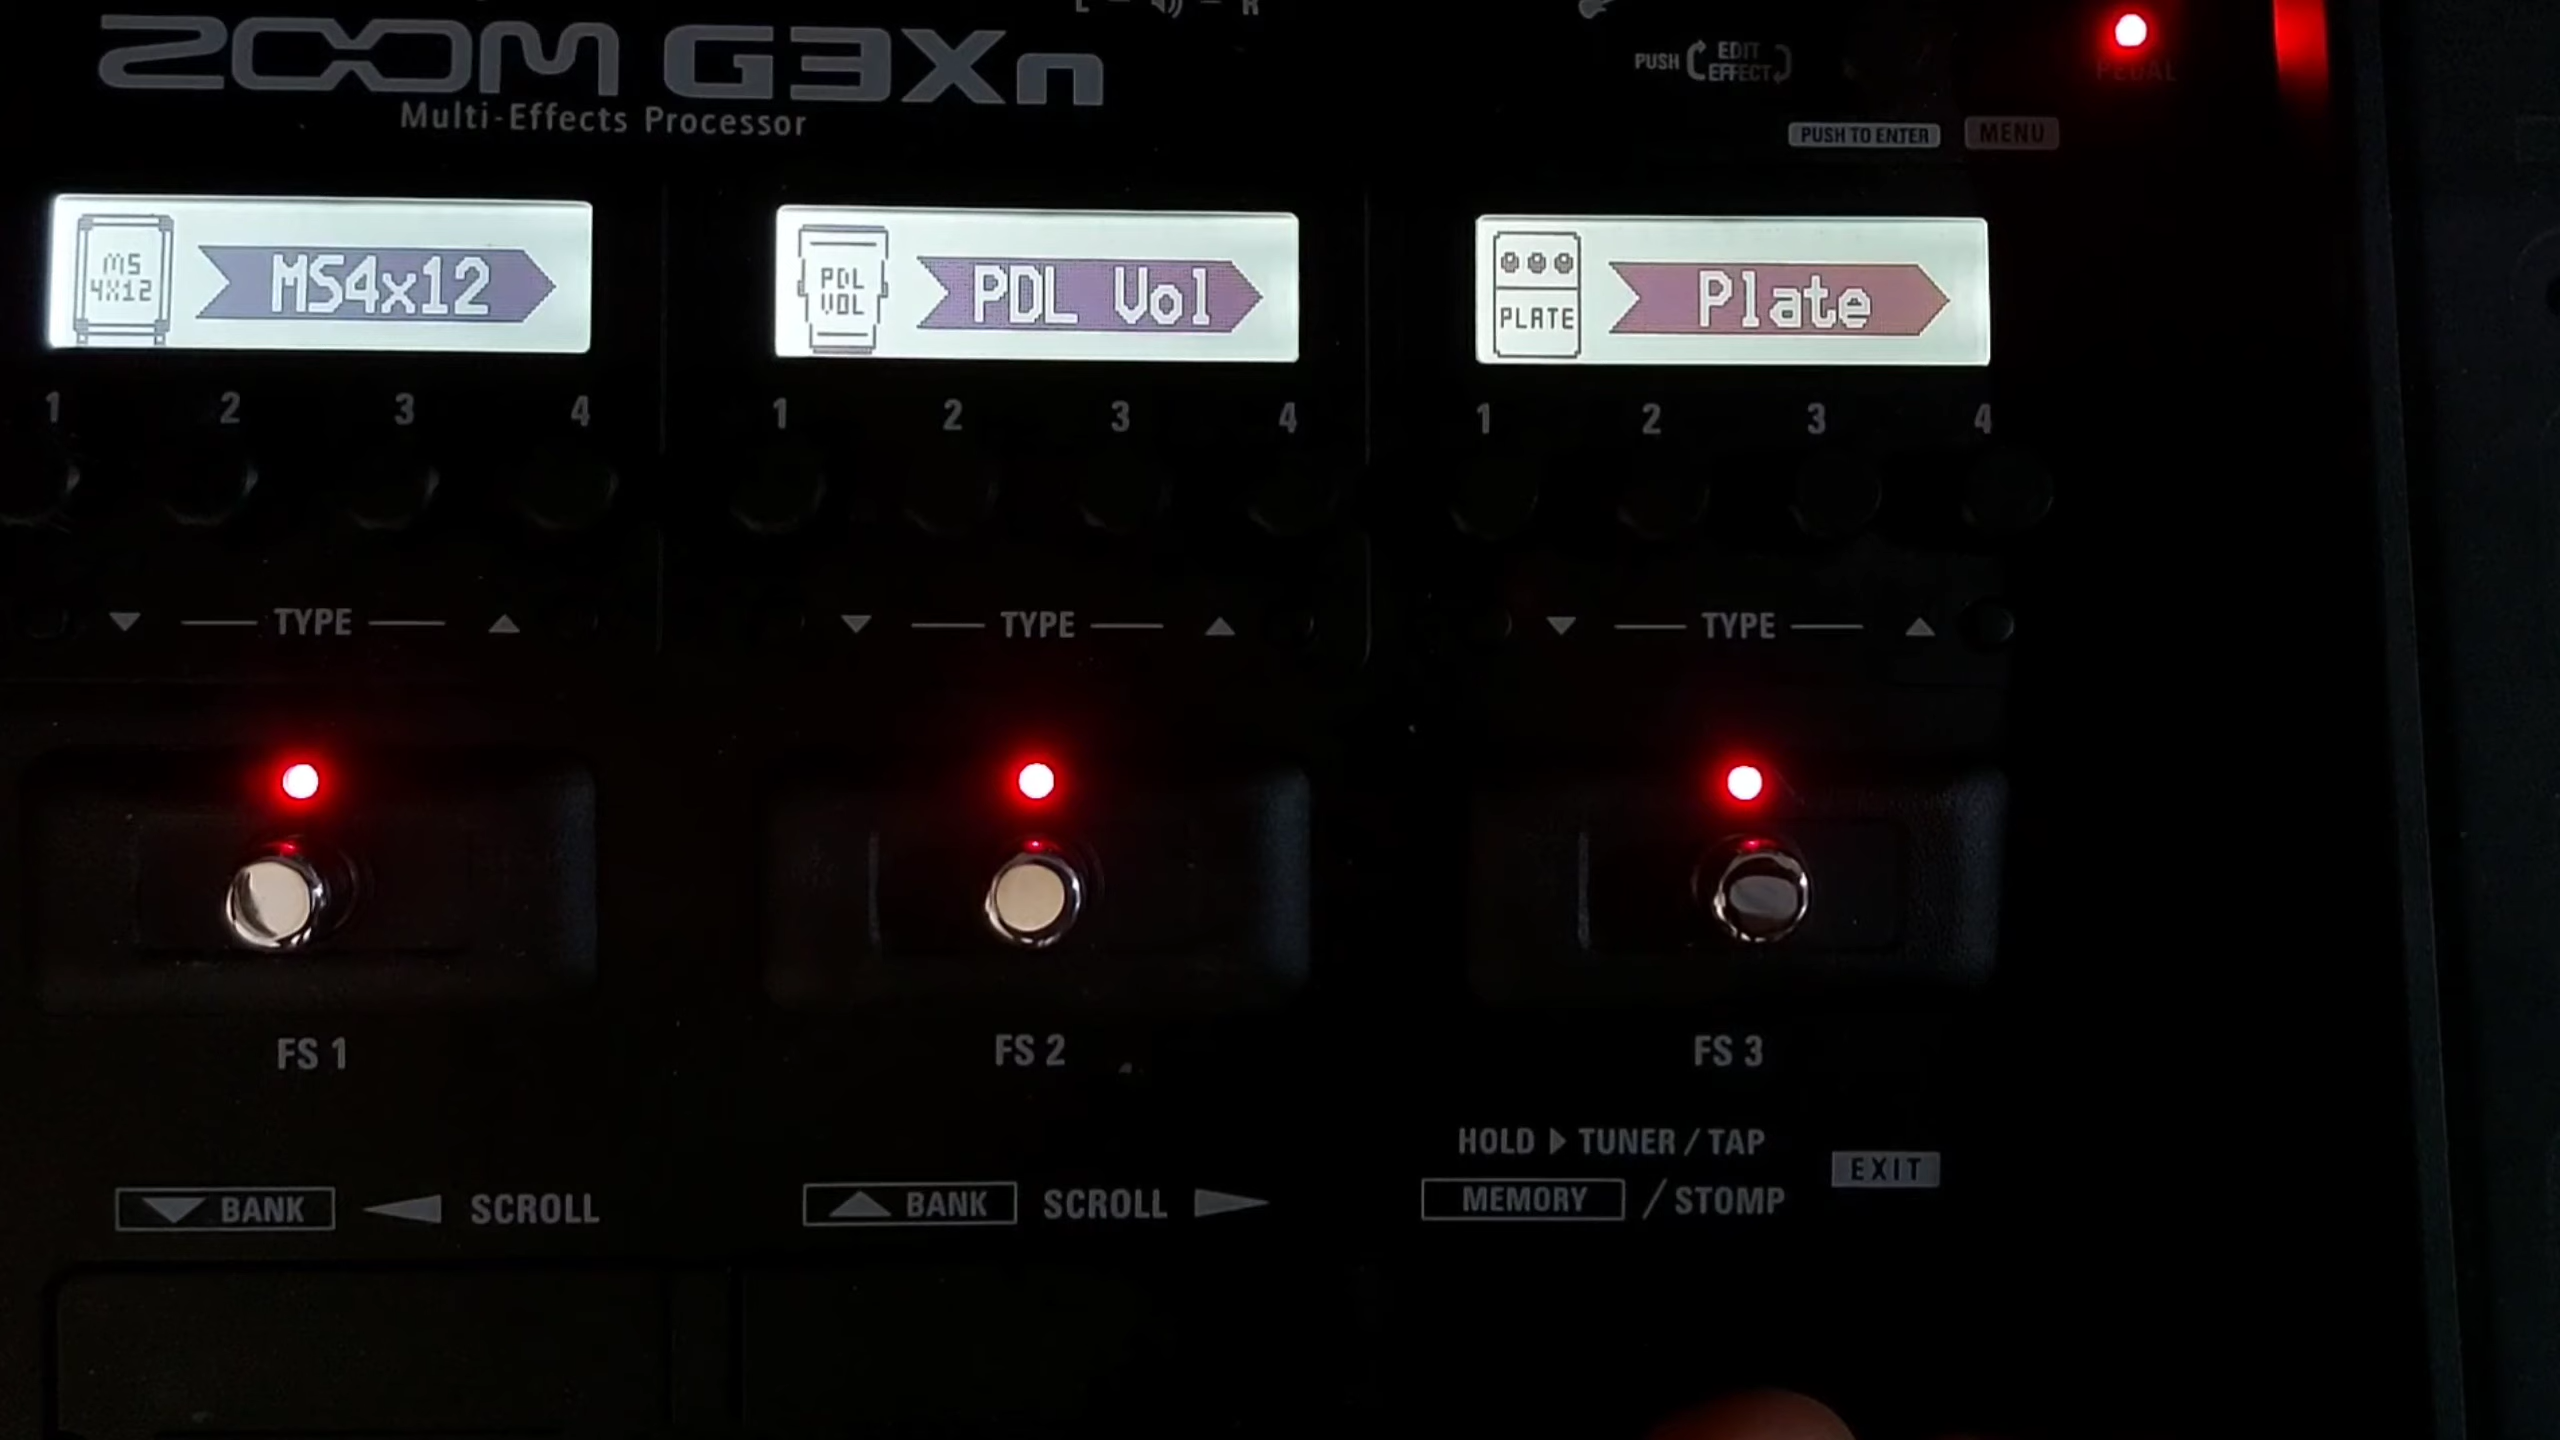 L R
ZOOM G3Xn
Multi-Effects Processor
PUSH EDIT EFFECT
PEDAL
PUSH TO ENTER MENU
MS 4X12 MS4x12
PDL VOL PDL Vol
PLATE Plate
1 2 3 4 1 2 3 4 1 2 3 4
TYPE TYPE TYPE
FS 1 FS 2 FS 3
HOLD TUNER / TAP
EXIT
BANK SCROLL BANK SCROLL MEMORY / STOMP